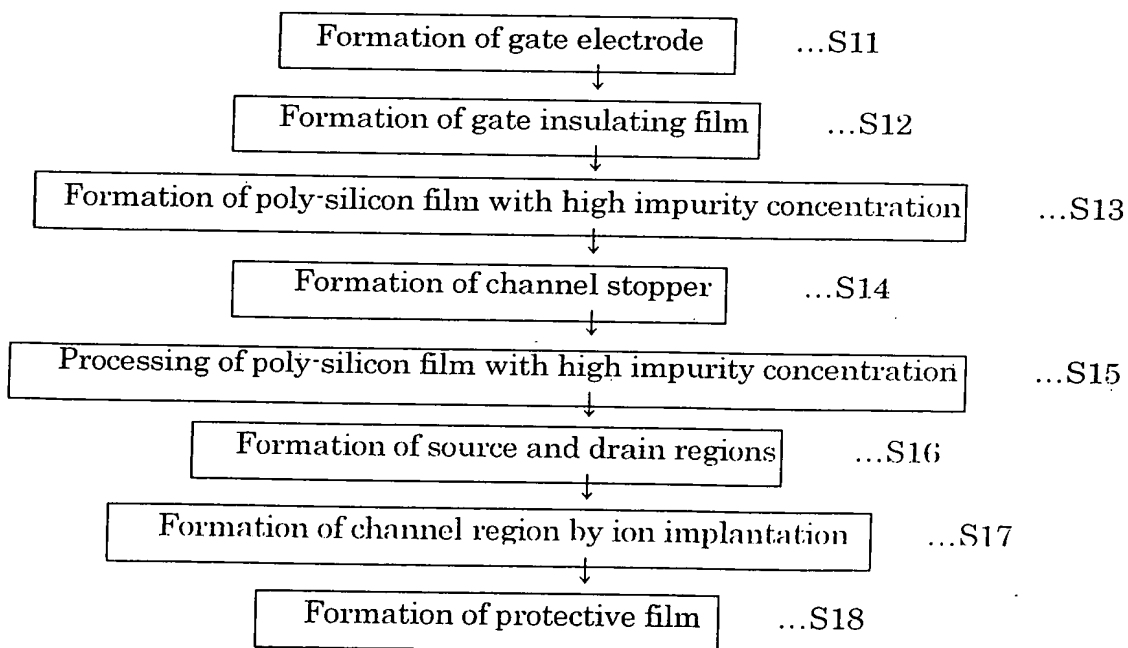 Formation of gate electrode ...S11
Formation of gate insulating film ...S12
Formation of poly-silicon film with high impurity concentration ...S13
Formation of channel stopper ...S14
Processing of poly-silicon film with high impurity concentration ...S15
Formation of source and drain regions ...S16
Formation of channel region by ion implantation ...S17
Formation of protective film ...S18